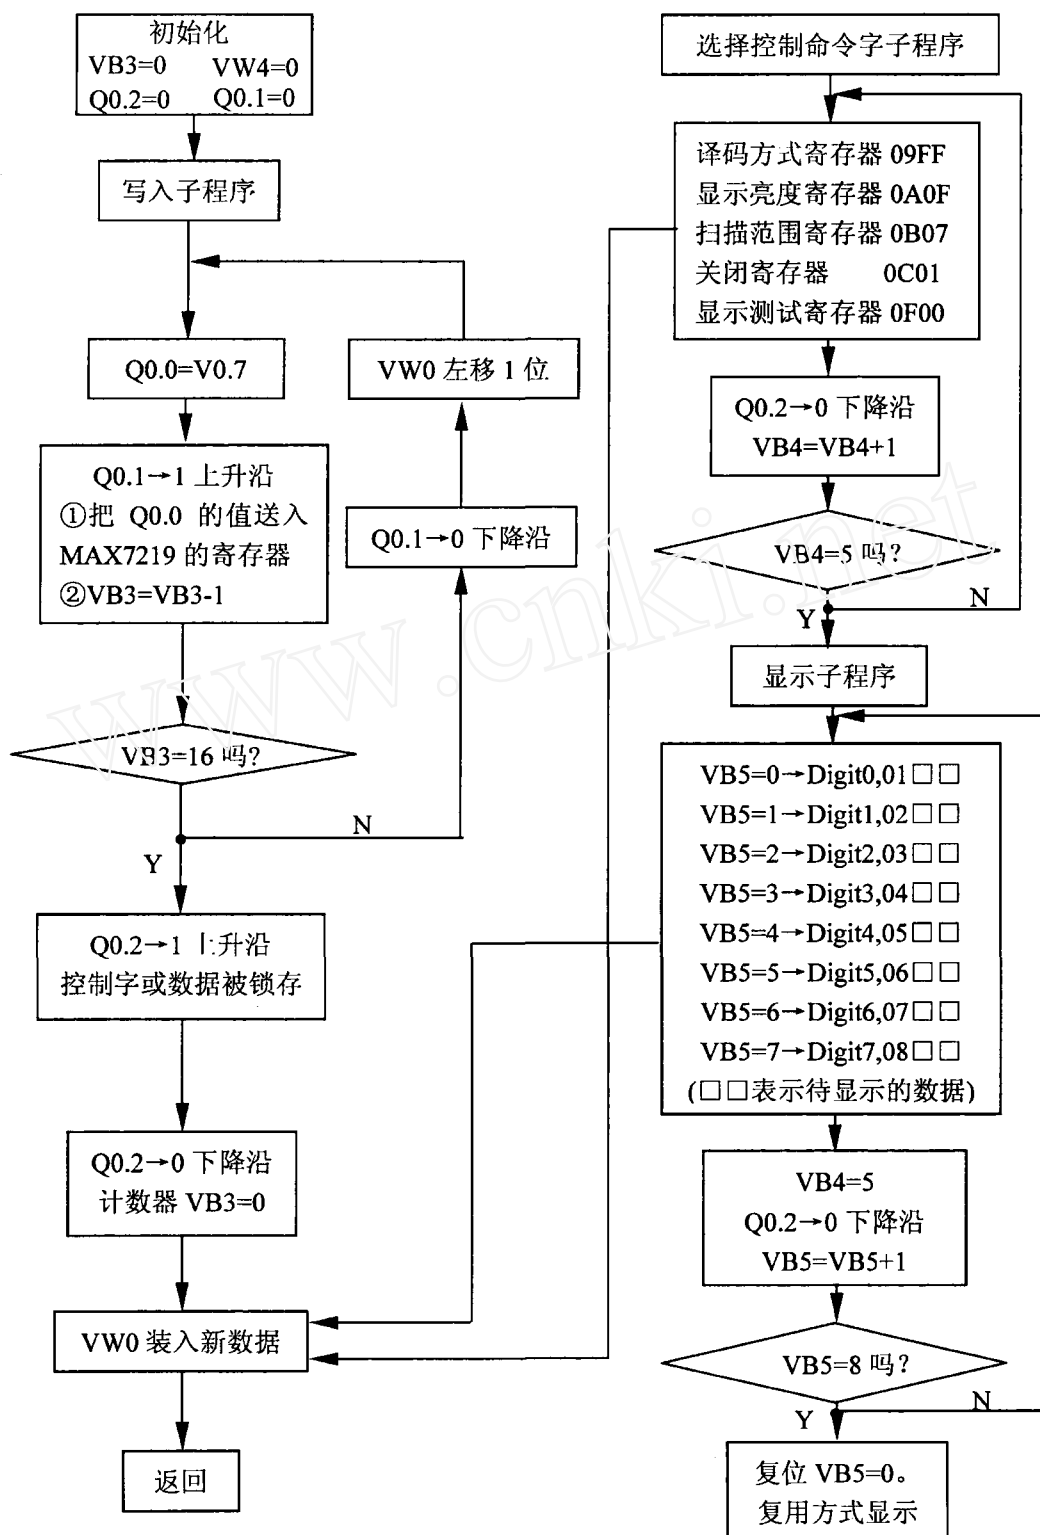 初始化
VB3=0 VW4=0
Q0.2=0 Q0.1=0
写入子程序
Q0.0=V0.7
VW0 左移 1 位
Q0.1→1 上升沿
①把 Q0.0 的值送入
MAX7219 的寄存器
②VB3=VB3-1
Q0.1→0 下降沿
VB3=16 吗?
N
Y
Q0.2→1 上升沿
控制字或数据被锁存
Q0.2→0 下降沿
计数器 VB3=0
VW0 装入新数据
返回
选择控制命令字子程序
译码方式寄存器 09FF
显示亮度寄存器 0A0F
扫描范围寄存器 0B07
关闭寄存器 0C01
显示测试寄存器 0F00
Q0.2→0 下降沿
VB4=VB4+1
VB4=5 吗?
N
Y
显示子程序
VB5=0→Digit0,01□□
VB5=1→Digit1,02□□
VB5=2→Digit2,03□□
VB5=3→Digit3,04□□
VB5=4→Digit4,05□□
VB5=5→Digit5,06□□
VB5=6→Digit6,07□□
VB5=7→Digit7,08□□
(□□表示待显示的数据)
VB4=5
Q0.2→0 下降沿
VB5=VB5+1
VB5=8 吗?
N
Y
复位 VB5=0。
复用方式显示
www.cnki.net